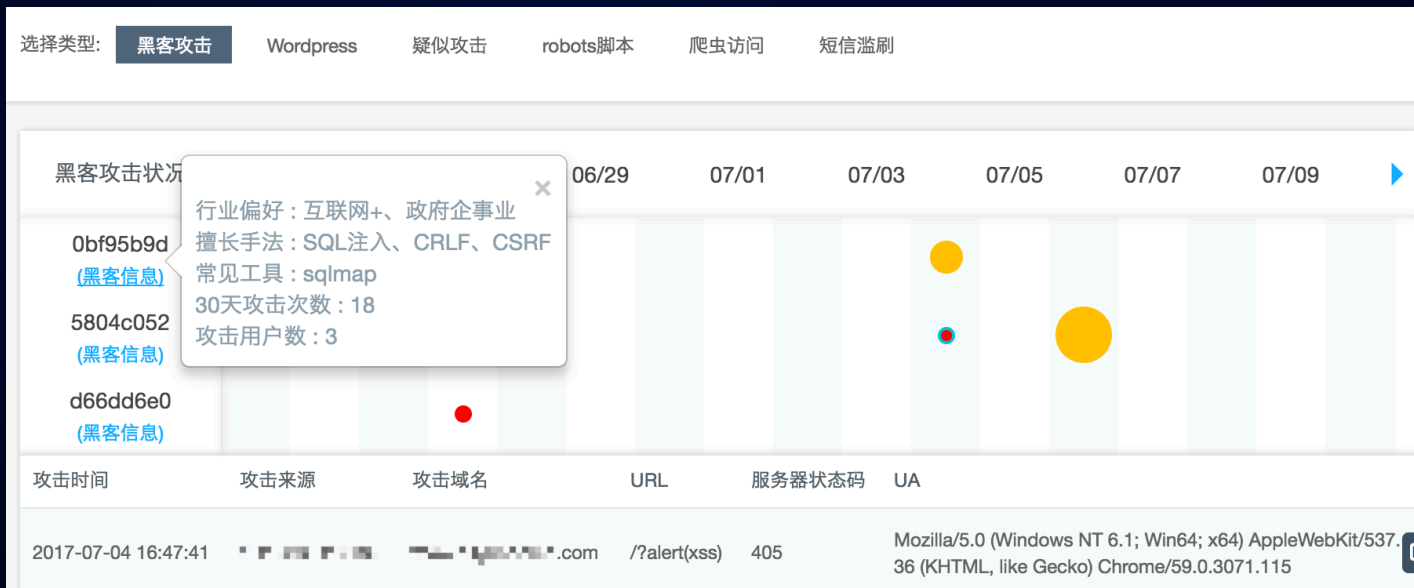 选择类型: 黑客攻击 Wordpress 疑似攻击 robots脚本 爬虫访问 短信滥刷
黑客攻击状况 06/29 07/01 07/03 07/05 07/07 07/09
×
行业偏好 : 互联网+、政府企事业
擅长手法 : SQL注入、CRLF、CSRF
常见工具 : sqlmap
30天攻击次数 : 18
攻击用户数 : 3
0bf95b9d
(黑客信息)
5804c052
(黑客信息)
d66dd6e0
(黑客信息)
攻击时间 攻击来源 攻击域名 URL 服务器状态码 UA
2017-07-04 16:47:41 .com /?alert(xss) 405 Mozilla/5.0 (Windows NT 6.1; Win64; x64) AppleWebKit/537.
36 (KHTML, like Gecko) Chrome/59.0.3071.115